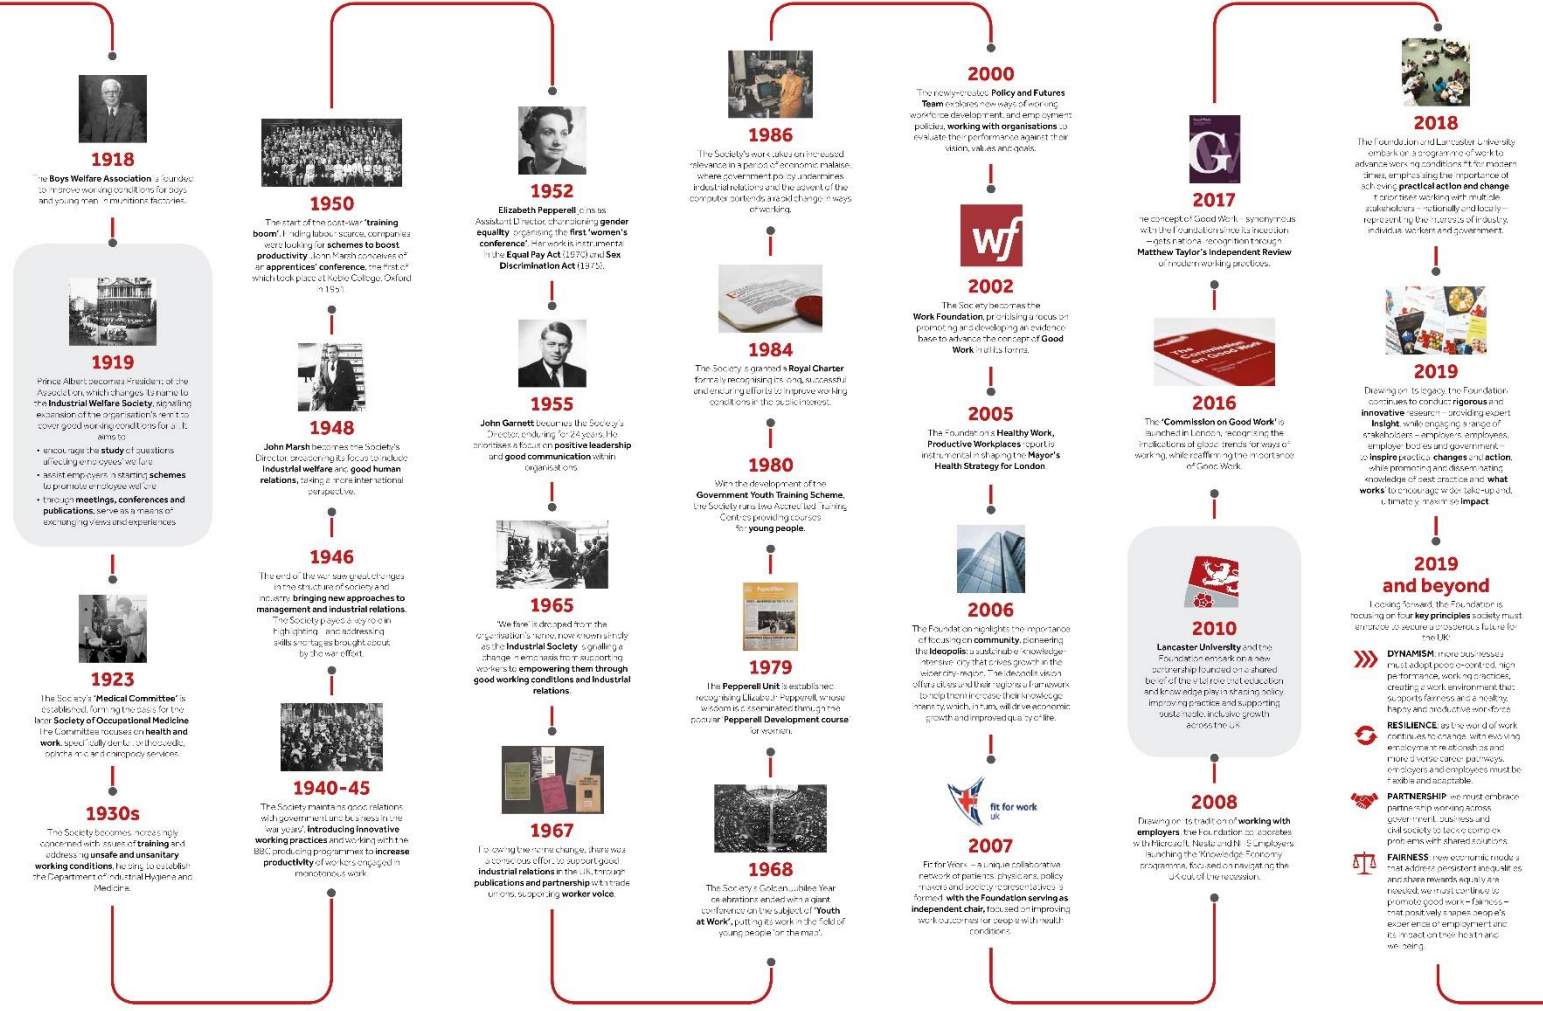 1918
The Boys Welfare Association is founded
to improve working conditions for boys
and young men in munitions factories.
1919
Prince Albert becomes President of the
Association, which changes its name to
the Industrial Welfare Society, signalling
expansion of the organisation's remit to
cover good working conditions for all. It
aims to
• encourage the study of questions
affecting employees' welfare
• assist employers in starting schemes
to promote employee welfare
• through meetings, conferences and
publications, serve as a means of
exchanging views and experiences
1923
The Society's 'Medical Committee' is
established, forming the basis for the
later Society of Occupational Medicine
The Committee focuses on health and
work, specifically dental, orthopaedic,
ophthalmic and chiropody services.
1930s
The Society becomes increasingly
concerned with issues of training and
addressing unsafe and unsanitary
working conditions, helping to establish
the Department of Industrial Hygiene and
Medicine.
1950
The start of the post-war 'training
boom'. Finding labour scarce, companies
were looking for schemes to boost
productivity. John Marsh conceives of
an apprentices' conference, the first of
which took place at Keble College, Oxford
in 1951.
1948
John Marsh becomes the Society's
Director, broadening its focus to include
industrial welfare and good human
relations, taking a more international
perspective.
1946
The end of the war saw great changes
in the structure of society and
industry, bringing new approaches to
management and industrial relations.
The Society played a key role in
highlighting – and addressing
skills shortages brought about
by the war effort.
1940-45
The Society maintains good relations
with government and business in the
'war years', introducing innovative
working practices and working with the
BBC producing programmes to increase
productivity of workers engaged in
monotonous work.
1952
Elizabeth Pepperell joins as
Assistant Director, championing gender
equality, organising the first 'women's
conference'. Her work is instrumental
in the Equal Pay Act (1970) and Sex
Discrimination Act (1975).
1955
John Garnett becomes the Society's
Director, enduring for 24 years. He
prioritises a focus on positive leadership
and good communication within
organisations.
1965
'Welfare' is dropped from the
organisation's name, now known simply
as the Industrial Society signalling a
change in emphasis from supporting
workers to empowering them through
good working conditions and industrial
relations.
1967
Following the name change, there was
a conscious effort to support good
industrial relations in the UK, through
publications and partnership with trade
unions, supporting worker voice.
1986
The Society's work takes on increased
relevance in a period of economic malaise,
where government policy undermines
industrial relations and the advent of the
computer portends a rapid change in ways
of working.
1984
The Society is granted a Royal Charter
formally recognising its long, successful
and enduring efforts to improve working
conditions in the public interest.
1980
With the development of the
Government Youth Training Scheme,
the Society runs two Accredited Training
Centres providing courses
for young people.
1979
The Pepperell Unit is established
recognising Elizabeth Pepperell, whose
wisdom is disseminated through the
popular 'Pepperell Development course'
for women.
1968
The Society's Golden Jubilee Year
celebrations ended with a giant
conference on the subject of 'Youth
at Work', putting its work in the field of
young people 'on the map'.
2000
The newly-created Policy and Futures
Team explores new ways of working
workforce development, and employment
policies, working with organisations to
evaluate their performance against their
vision, values and goals.
wf
2002
The Society becomes the
Work Foundation, prioritising a focus on
promoting and developing an evidence
base to advance the concept of Good
Work in all its forms.
2005
The Foundation's Healthy Work,
Productive Workplaces report is
instrumental in shaping the Mayor's
Health Strategy for London.
2006
The Foundation highlights the importance
of focusing on community, pioneering
the Ideopolis: a sustainable knowledge-
intensive city that drives growth in the
wider city-region. The Ideopolis vision
offers cities and their regions a framework
to help them increase their knowledge
intensity, which, in turn, will drive economic
growth and improved quality of life.
fit for work
uk
2007
Fit for Work – a unique collaborative
network of patients, physicians, policy
makers and society representatives is
formed, with the Foundation serving as
independent chair, focused on improving
work outcomes for people with health
conditions.
G
2017
The concept of Good Work – synonymous
with the Foundation since its inception
– gets national recognition through
Matthew Taylor's Independent Review
of modern working practices.
The
Commission
on Good Work
2016
The 'Commission on Good Work' is
launched in London, recognising the
implications of global trends for ways of
working, while reaffirming the importance
of Good Work.
2010
Lancaster University and the
Foundation embark on a new
partnership founded on a shared
belief of the vital role that education
and knowledge play in shaping policy,
improving practice and supporting
sustainable, inclusive growth
across the UK.
2008
Drawing on its tradition of working with
employers, the Foundation collaborates
with Microsoft, Nesta and NHS Employers,
launching the 'Knowledge Economy'
programme, focused on navigating the
UK out of the recession.
2018
The Foundation and Lancaster University
embark on a programme of work to
advance working conditions fit for modern
times, emphasising the importance of
achieving practical action and change.
It prioritises working with multiple
stakeholders – nationally and locally –
representing the interests of industry,
individual workers and government.
2019
Drawing on its legacy, the Foundation
continues to conduct rigorous and
innovative research – providing expert
insight, while engaging a range of
stakeholders – employers, employees,
employer bodies and government –
to inspire practical changes and action,
while promoting and disseminating
knowledge of best practice and 'what
works' to encourage wider take-up and,
ultimately, maximise impact.
2019
and beyond
Looking forward, the Foundation is
focusing on four key principles society must
embrace to secure a prosperous future for
the UK:
DYNAMISM: more businesses
must adopt people-centred, high
performance, working practices,
creating a work environment that
supports fairness and a healthy,
happy and productive workforce.
RESILIENCE: as the world of work
continues to change, with evolving
employment relationships and
more diverse career pathways,
employers and employees must be
flexible and adaptable.
PARTNERSHIP: we must embrace
partnership working across
government, business and
civil society to tackle complex
problems with shared solutions.
FAIRNESS: new economic models
that address persistent inequalities
and share rewards equally are
needed; we must continue to
promote good work – fairness –
that positively shapes people's
experience of employment and
its impact on their health and
wellbeing.